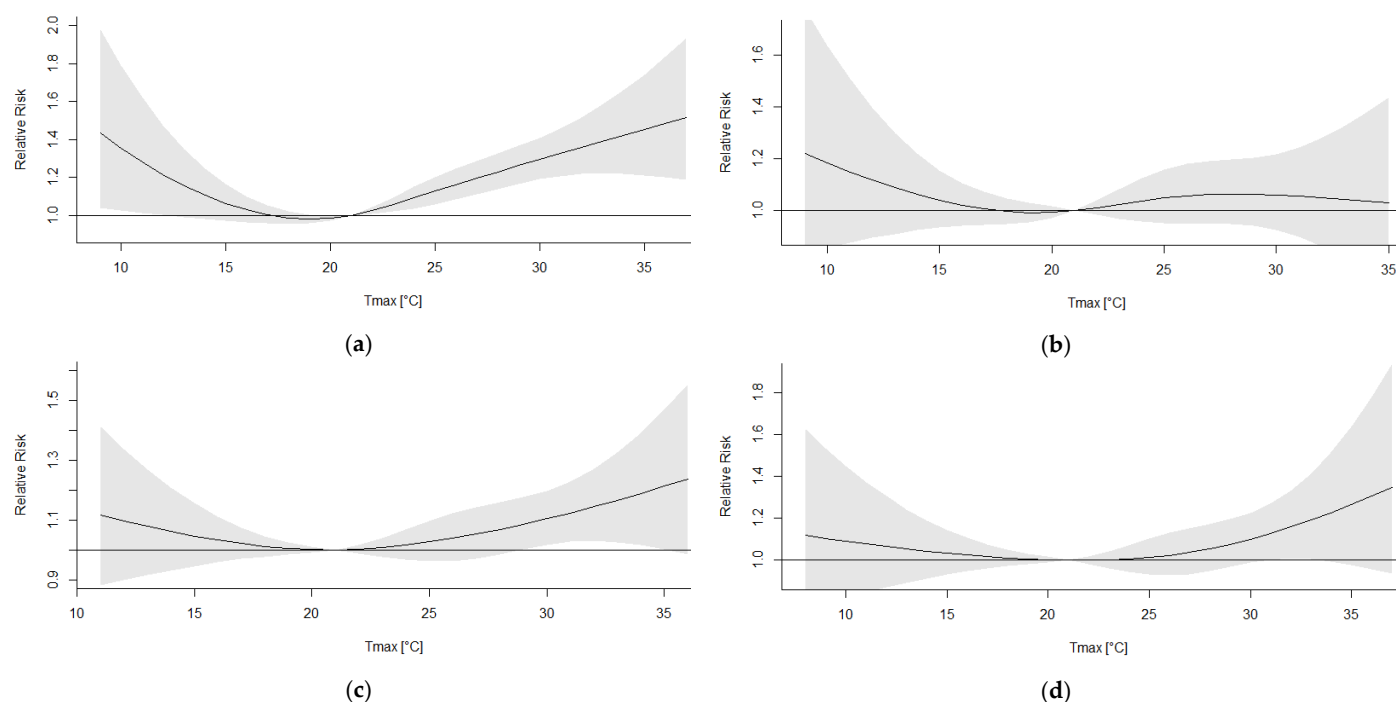 Relative Risk
1.0 1.2 1.4 1.6 1.8 2.0
10 15 20 25 30 35
Tmax [°C]
(a)
Relative Risk
1.0 1.2 1.4 1.6
10 15 20 25 30 35
Tmax [°C]
(b)
Relative Risk
0.9 1.1 1.3 1.5
10 15 20 25 30 35
Tmax [°C]
(c)
Relative Risk
1.0 1.2 1.4 1.6 1.8
10 15 20 25 30 35
Tmax [°C]
(d)